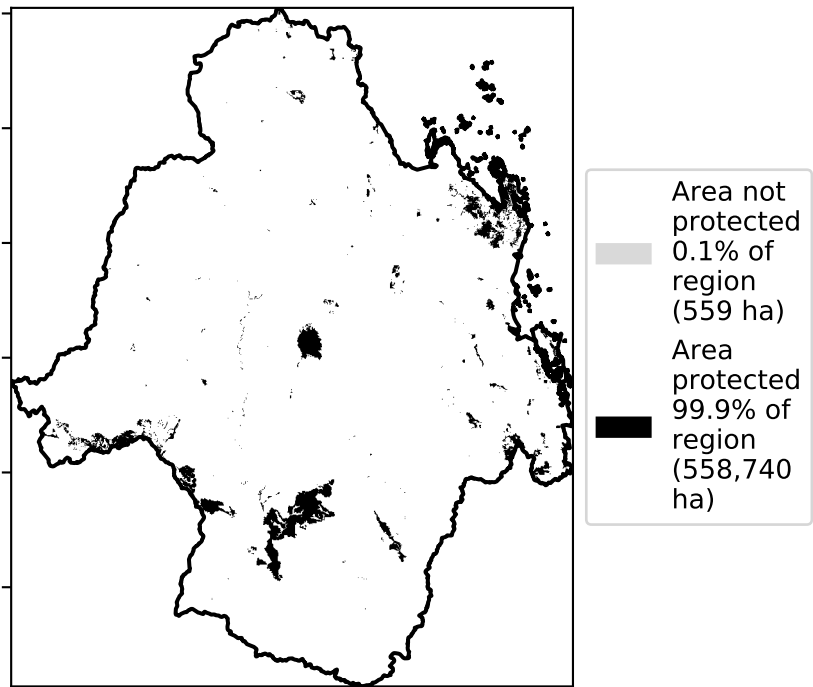 Area not
protected
0.1% of
region
(559 ha)
Area
protected
99.9% of
region
(558,740
ha)